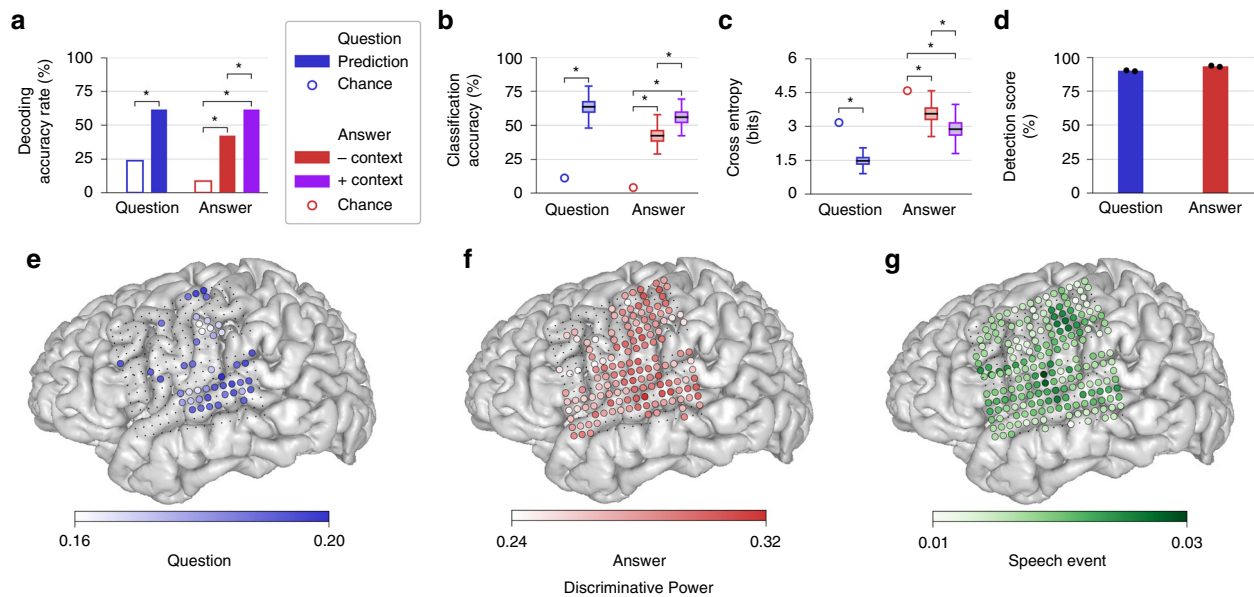 a
Decoding
accuracy rate (%)
100
75
50
25
0
*
*
*
*
Question
Answer
Question
Prediction
Chance
Answer
– context
+ context
Chance
b
Classification
accuracy (%)
100
75
50
25
0
*
*
*
*
Question
Answer
c
Cross entropy
(bits)
6
4.5
3
1.5
0
*
*
*
*
Question
Answer
d
Detection score
(%)
100
75
50
25
0
Question
Answer
e
0.16
0.20
Question
f
0.24
0.32
Answer
Discriminative Power
g
0.01
0.03
Speech event